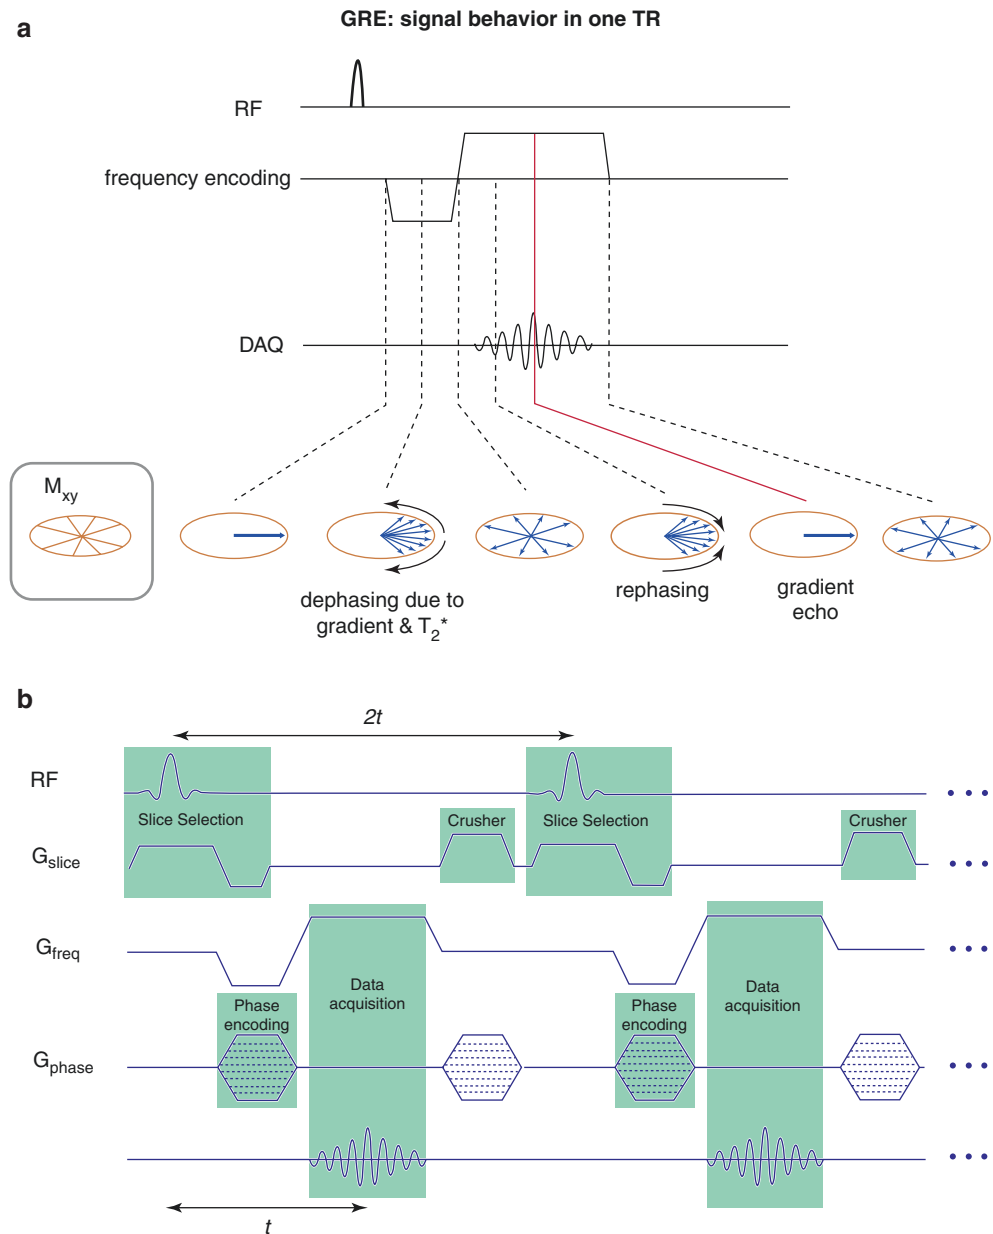 GRE: signal behavior in one TR
a
RF
frequency encoding
DAQ
Mxy
dephasing due to
gradient & T2*
rephasing
gradient
echo
b
2t
RF
Slice Selection
Crusher
Slice Selection
Crusher
Gslice
Gfreq
Data
acquisition
Data
acquisition
Phase
encoding
Phase
encoding
Gphase
t